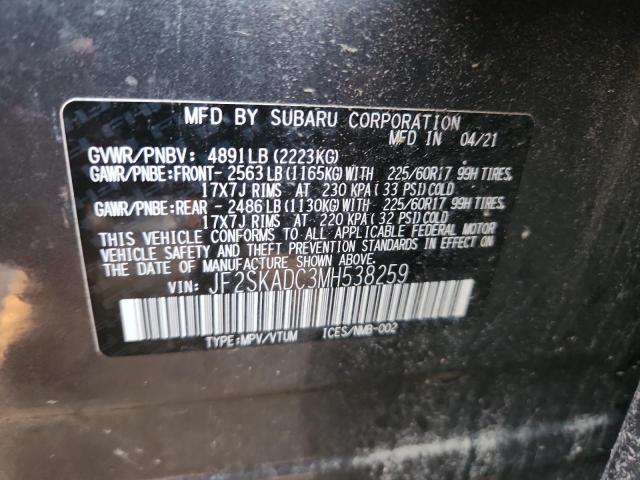 MFD BY SUBARU CORPORATION
MFD IN 04/21
GVWR/PNBV: 4891LB(2223KG)
GAWR/PNBE:FRONT- 2563LB(1165KG)WITH 225/60R17 99H TIRES,
17X7J RIMS AT 230 KPA(33 PSI)COLD
GAWR/PNBE:REAR - 2486LB(1130KG)WITH 225/60R17 99H TIRES,
17X7J RIMS AT 220 KPA(32 PSI)COLD
THIS VEHICLE CONFORMS TO ALL APPLICABLE FEDERAL MOTOR
VEHICLE SAFETY AND THEFT PREVENTION STANDARDS IN EFFECT ON
THE DATE OF MANUFACTURE SHOWN ABOVE.
VIN: JF2SKADC3MH538259
TYPE:MPV/VTUM ICES/NMB-002